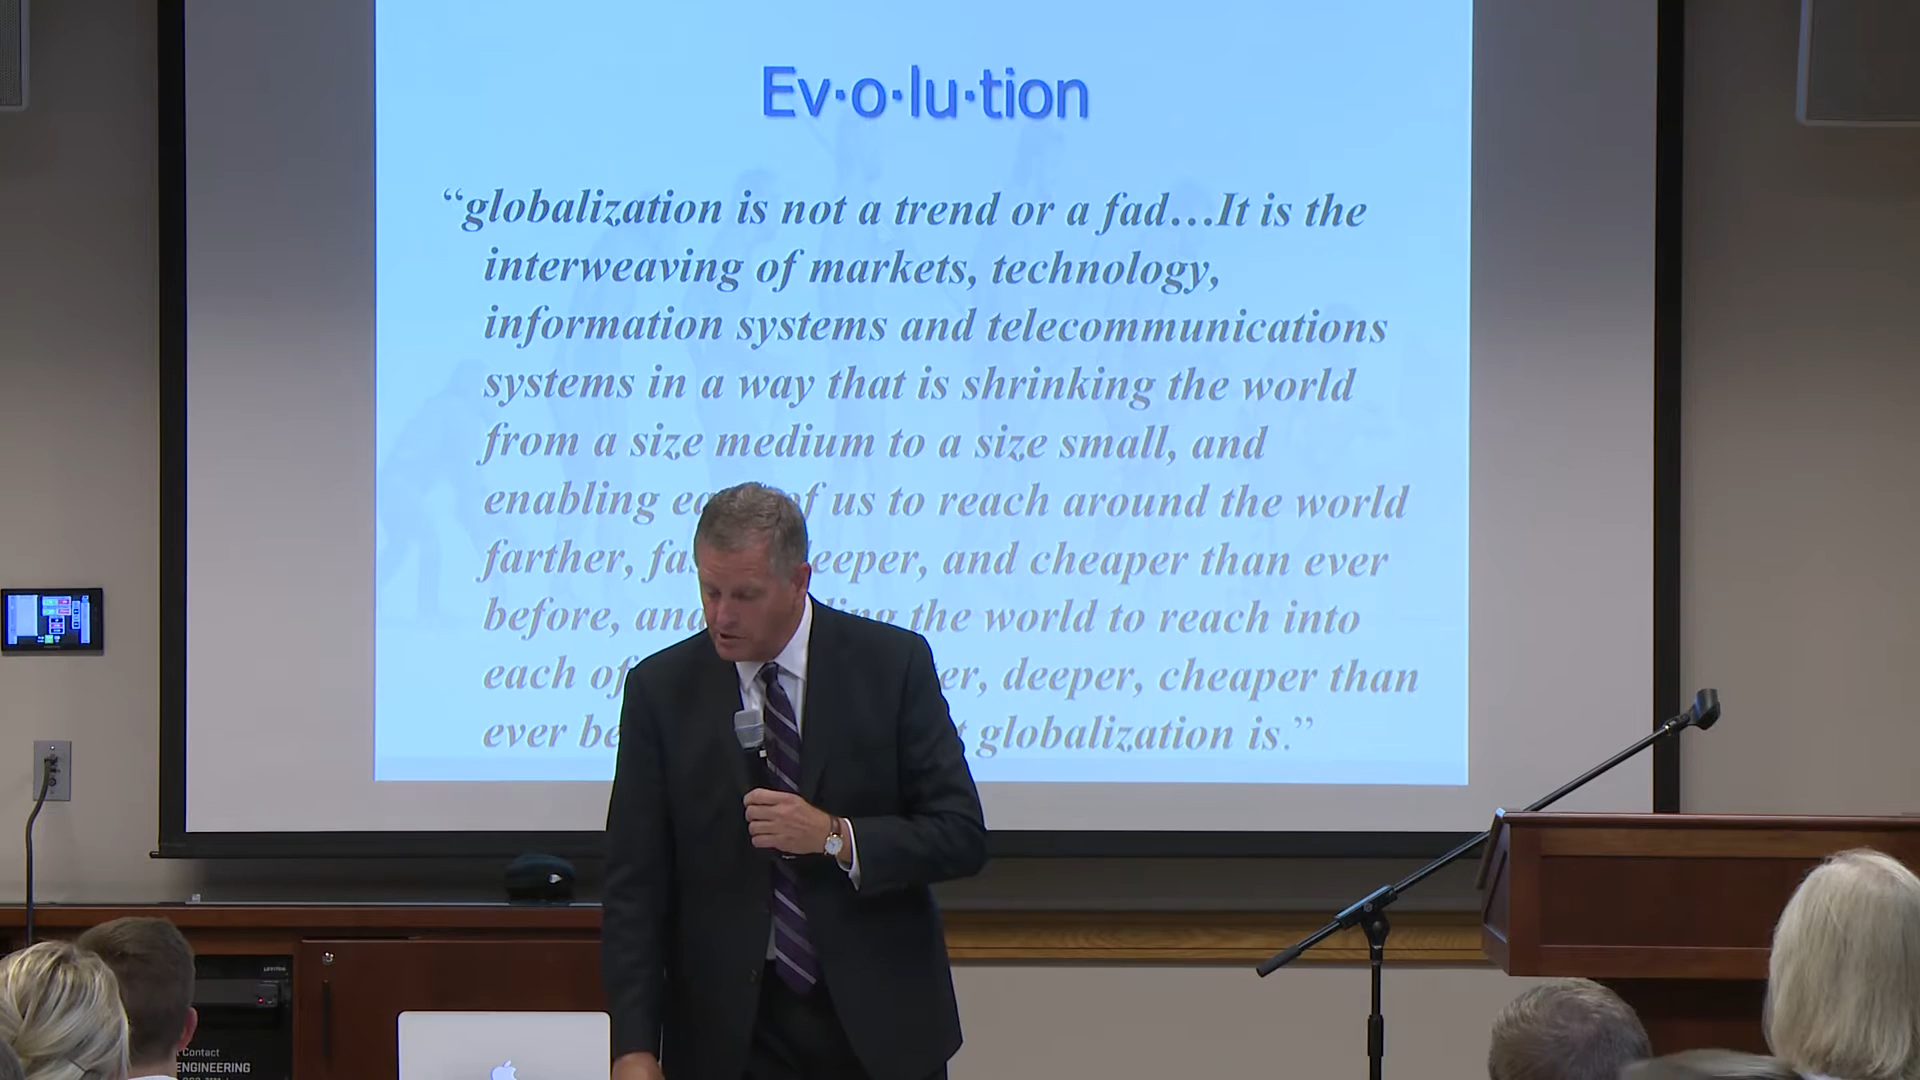 Ev·o·lu·tion
“globalization is not a trend or a fad…It is the
interweaving of markets, technology,
information systems and telecommunications
systems in a way that is shrinking the world
from a size medium to a size small, and
enabling of us to reach around the world
farther, and cheaper than ever
before, the world to reach into
each of deeper, cheaper than
ever globalization is.”
LEVITON
Contact
ENGINEERING